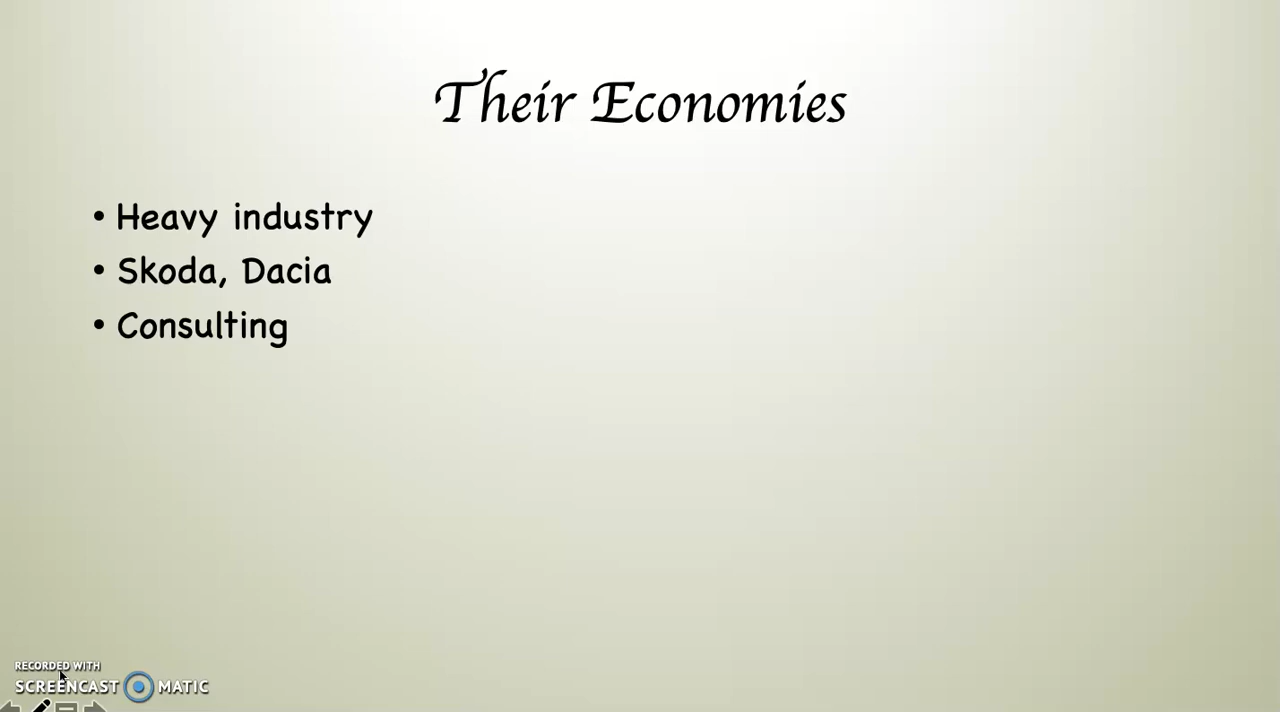 Their Economies
• Heavy industry
• Skoda, Dacia
• Consulting
RECORDED WITH
SCREENCAST MATIC